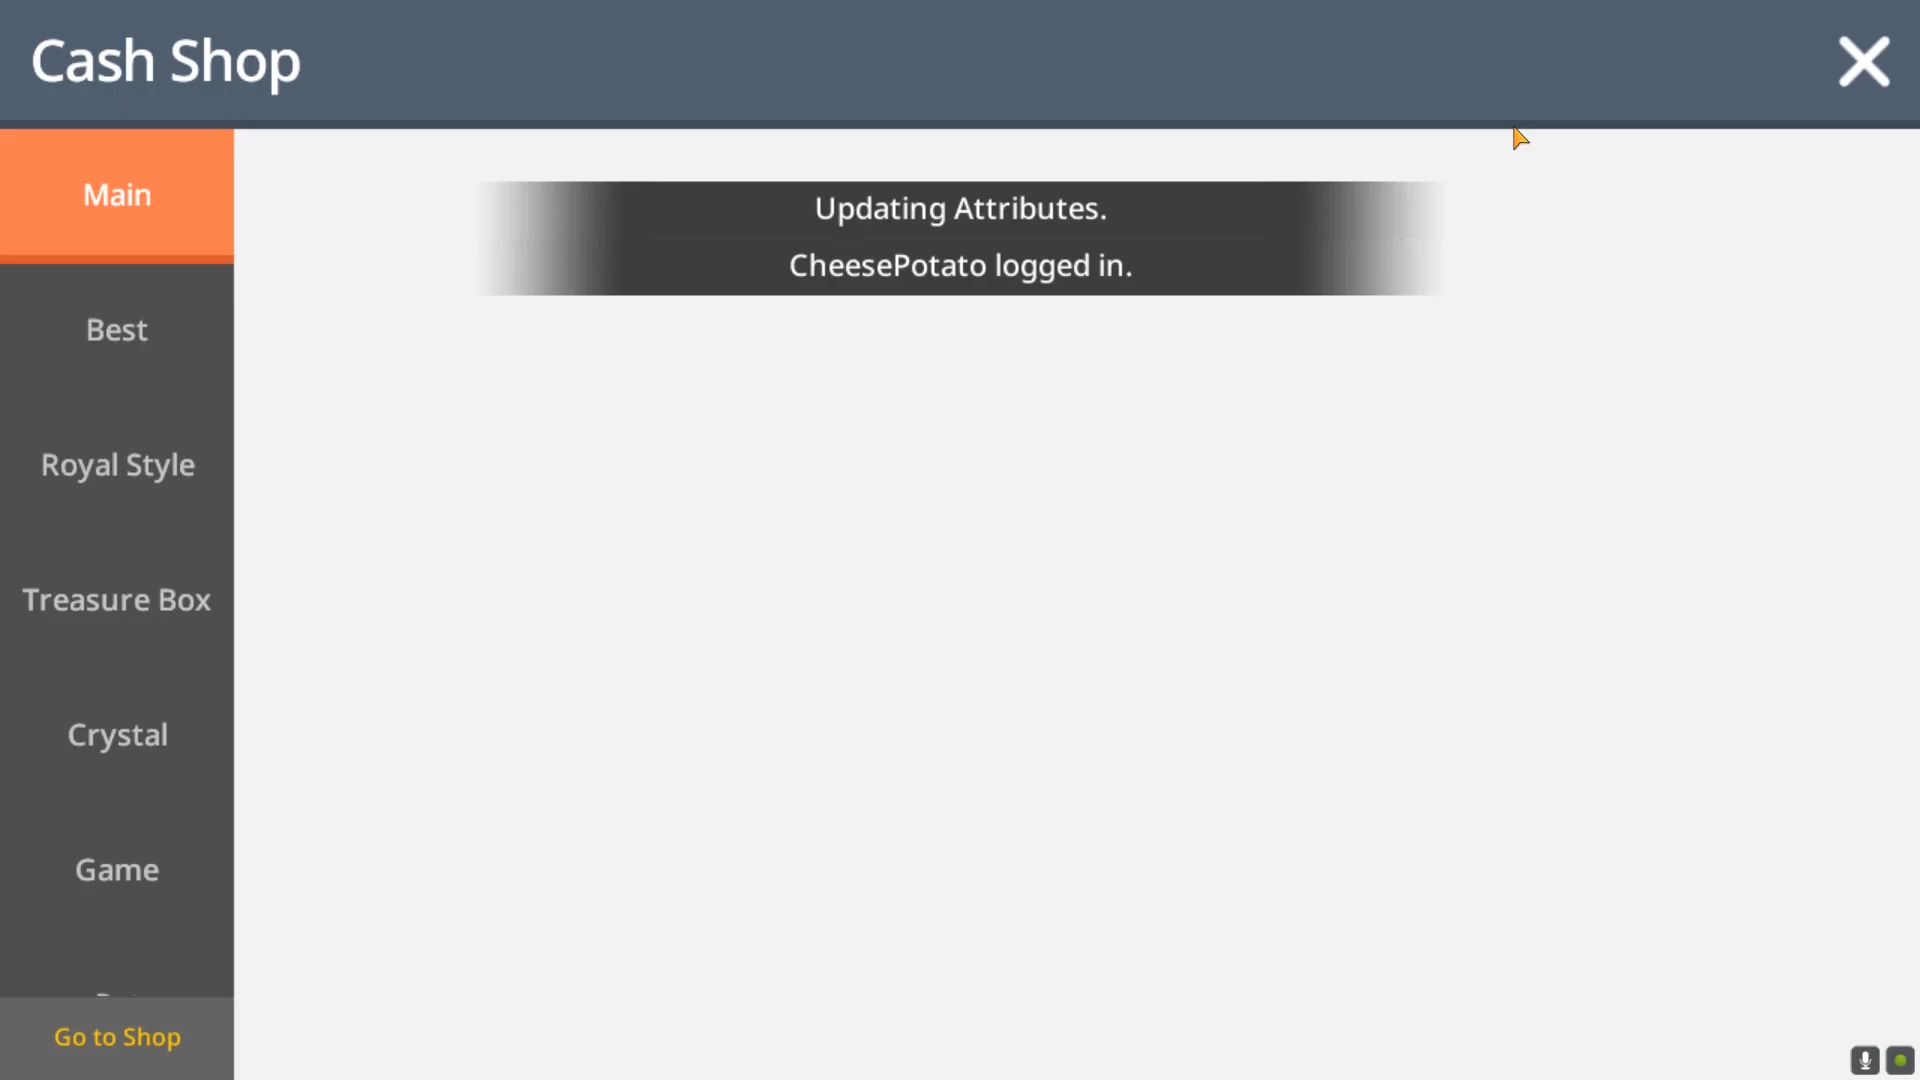 Cash Shop
Main
Updating Attributes.
CheesePotato logged in.
Best
Royal Style
Treasure Box
Crystal
Game
Go to Shop